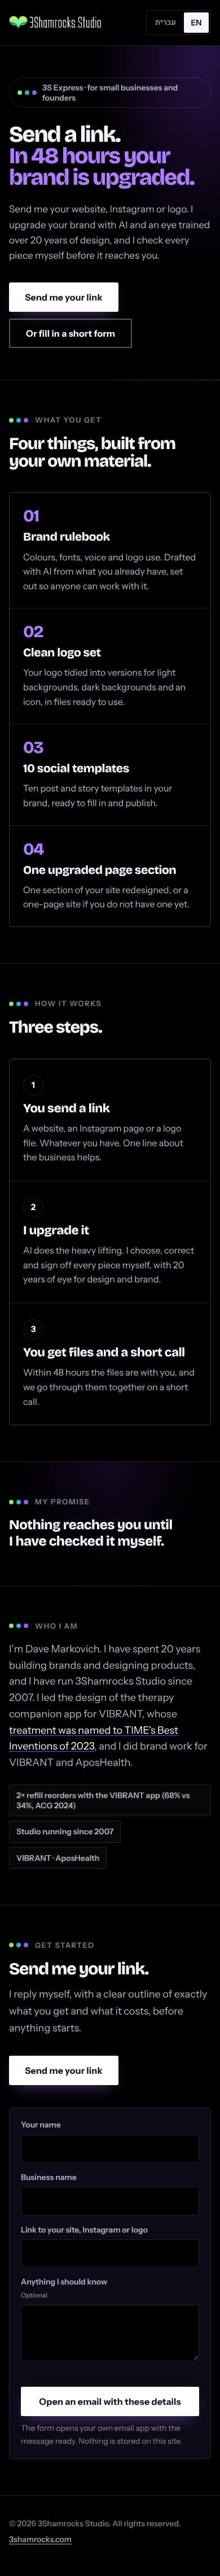 3Shamrocks Studio
עברית
EN
3S Express · for small businesses and
founders
Send a link.
In 48 hours your
brand is upgraded.
Send me your website, Instagram or logo. I
upgrade your brand with AI and an eye trained
over 20 years of design, and I check every
piece myself before it reaches you.
Send me your link
Or fill in a short form
WHAT YOU GET
Four things, built from
your own material.
01
Brand rulebook
Colours, fonts, voice and logo use. Drafted
with AI from what you already have, set
out so anyone can work with it.
02
Clean logo set
Your logo tidied into versions for light
backgrounds, dark backgrounds and an
icon, in files ready to use.
03
10 social templates
Ten post and story templates in your
brand, ready to fill in and publish.
04
One upgraded page section
One section of your site redesigned, or a
one-page site if you do not have one yet.
HOW IT WORKS
Three steps.
1
You send a link
A website, an Instagram page or a logo
file. Whatever you have. One line about
the business helps.
2
I upgrade it
AI does the heavy lifting. I choose, correct
and sign off every piece myself, with 20
years of eye for design and brand.
3
You get files and a short call
Within 48 hours the files are with you, and
we go through them together on a short
call.
MY PROMISE
Nothing reaches you until
I have checked it myself.
WHO I AM
I'm Dave Markovich. I have spent 20 years
building brands and designing products,
and I have run 3Shamrocks Studio since
2007. I led the design of the therapy
companion app for VIBRANT, whose
treatment was named to TIME's Best
Inventions of 2023, and I did brand work for
VIBRANT and AposHealth.
2× refill reorders with the VIBRANT app (68% vs
34%, ACG 2024)
Studio running since 2007
VIBRANT · AposHealth
GET STARTED
Send me your link.
I reply myself, with a clear outline of exactly
what you get and what it costs, before
anything starts.
Send me your link
Your name
Business name
Link to your site, Instagram or logo
Anything I should know
Optional
Open an email with these details
The form opens your own email app with the
message ready. Nothing is stored on this site.
© 2026 3Shamrocks Studio. All rights reserved.
3shamrocks.com